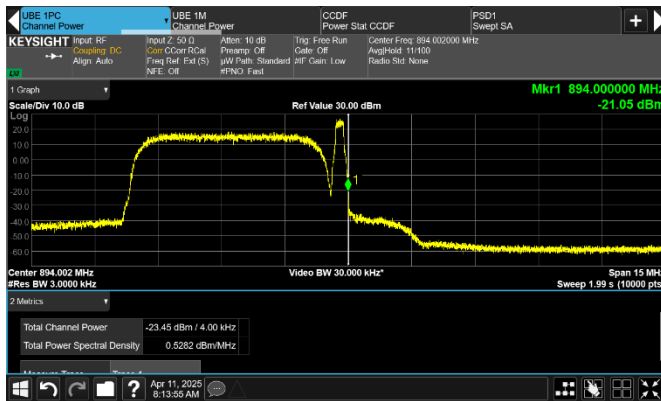 UBE 1PC
Channel Power
UBE 1M
Channel Power
CCDF
Power Stat CCDF
PSD1
Swept SA
KEYSIGHT
Input: RF
Coupling: DC
Align: Auto
Input Z: 50 Ω
Corr CCorr RCal
Freq Ref: Ext (S)
NFE: Off
Atten: 10 dB
Preamp: Off
µW Path: Standard
#PNO: Fast
Trig: Free Run
Gate: Off
#IF Gain: Low
Center Freq: 894.002000 MHz
Avg|Hold: 11/100
Radio Std: None
1 Graph
Scale/Div 10.0 dB
Ref Value 30.00 dBm
Mkr1 894.000000 MHz
-21.05 dBm
Log
20.0
10.0
0.00
-10.0
-20.0
-30.0
-40.0
-50.0
-60.0
1
Center 894.002 MHz
#Res BW 3.0000 kHz
Video BW 30.000 kHz*
Span 15 MHz
Sweep 1.99 s (10000 pts)
2 Metrics
Total Channel Power -23.45 dBm / 4.00 kHz
Total Power Spectral Density 0.5282 dBm/MHz
Apr 11, 2025
8:13:55 AM